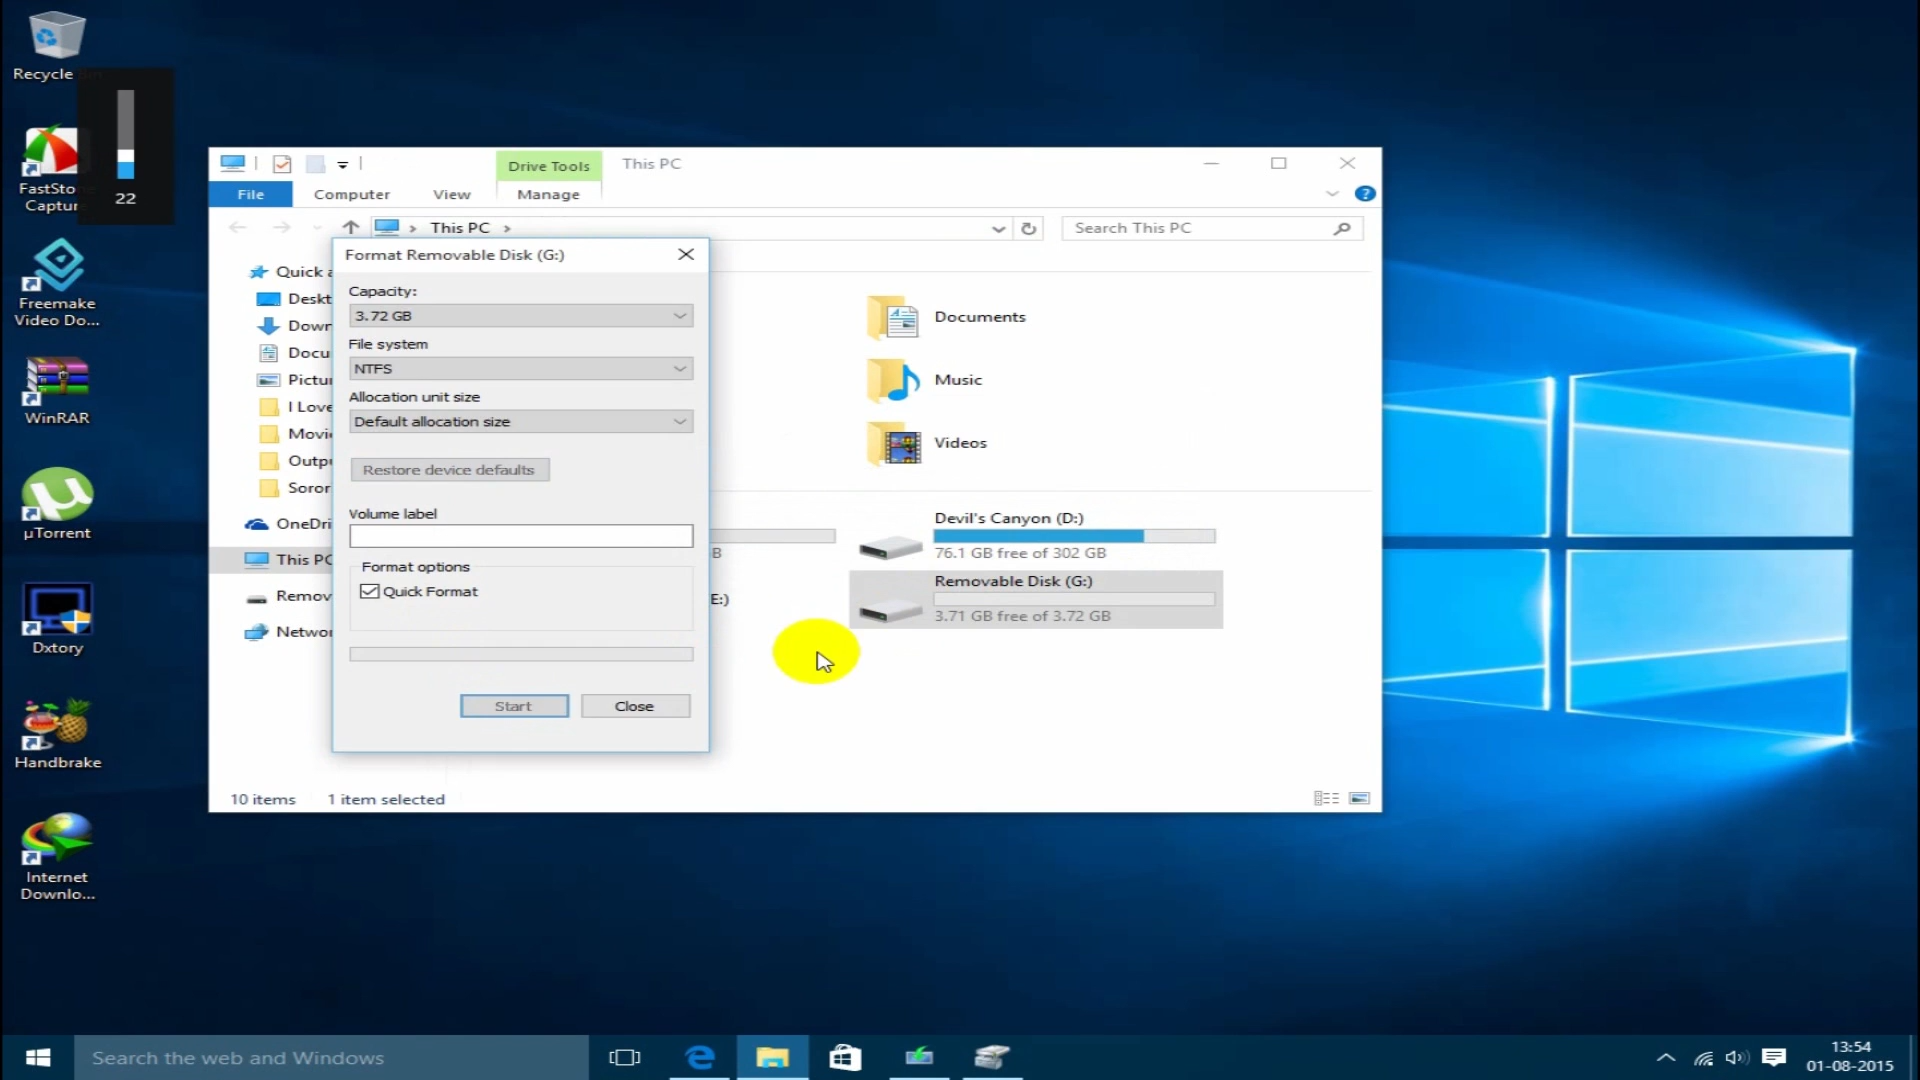 Recycle Bin
22
FastSto
Captur
Freemake
Video Do...
WinRAR
µTorrent
Dxtory
Handbrake
Internet
Downlo...
Drive Tools
This PC
File
Computer
View
Manage
This PC
Search This PC
Format Removable Disk (G:)
Capacity:
3.72 GB
File system
NTFS
Allocation unit size
Default allocation size
Restore device defaults
Volume label
Format options
Quick Format
Start
Close
Quick a
Deskt
Down
Docu
Pictu
I Love
Movi
Outp
Soror
OneDri
This PC
Remov
Networ
Documents
Music
Videos
B
E:)
Devil's Canyon (D:)
76.1 GB free of 302 GB
Removable Disk (G:)
3.71 GB free of 3.72 GB
10 items
1 item selected
Search the web and Windows
13:54
01-08-2015